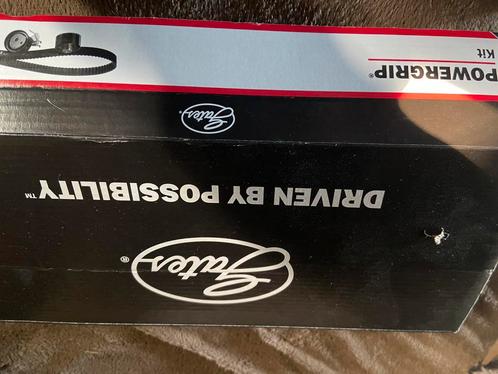 Gates®
DRIVEN BY POSSIBILITY™
Gates.
POWERGRIP®
Kit